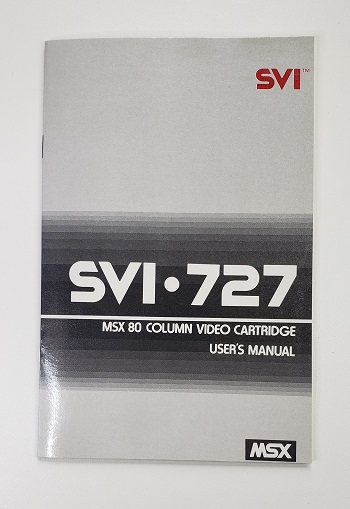 SVI™
SVI•727
MSX 80 COLUMN VIDEO CARTRIDGE
USER'S MANUAL
MSX